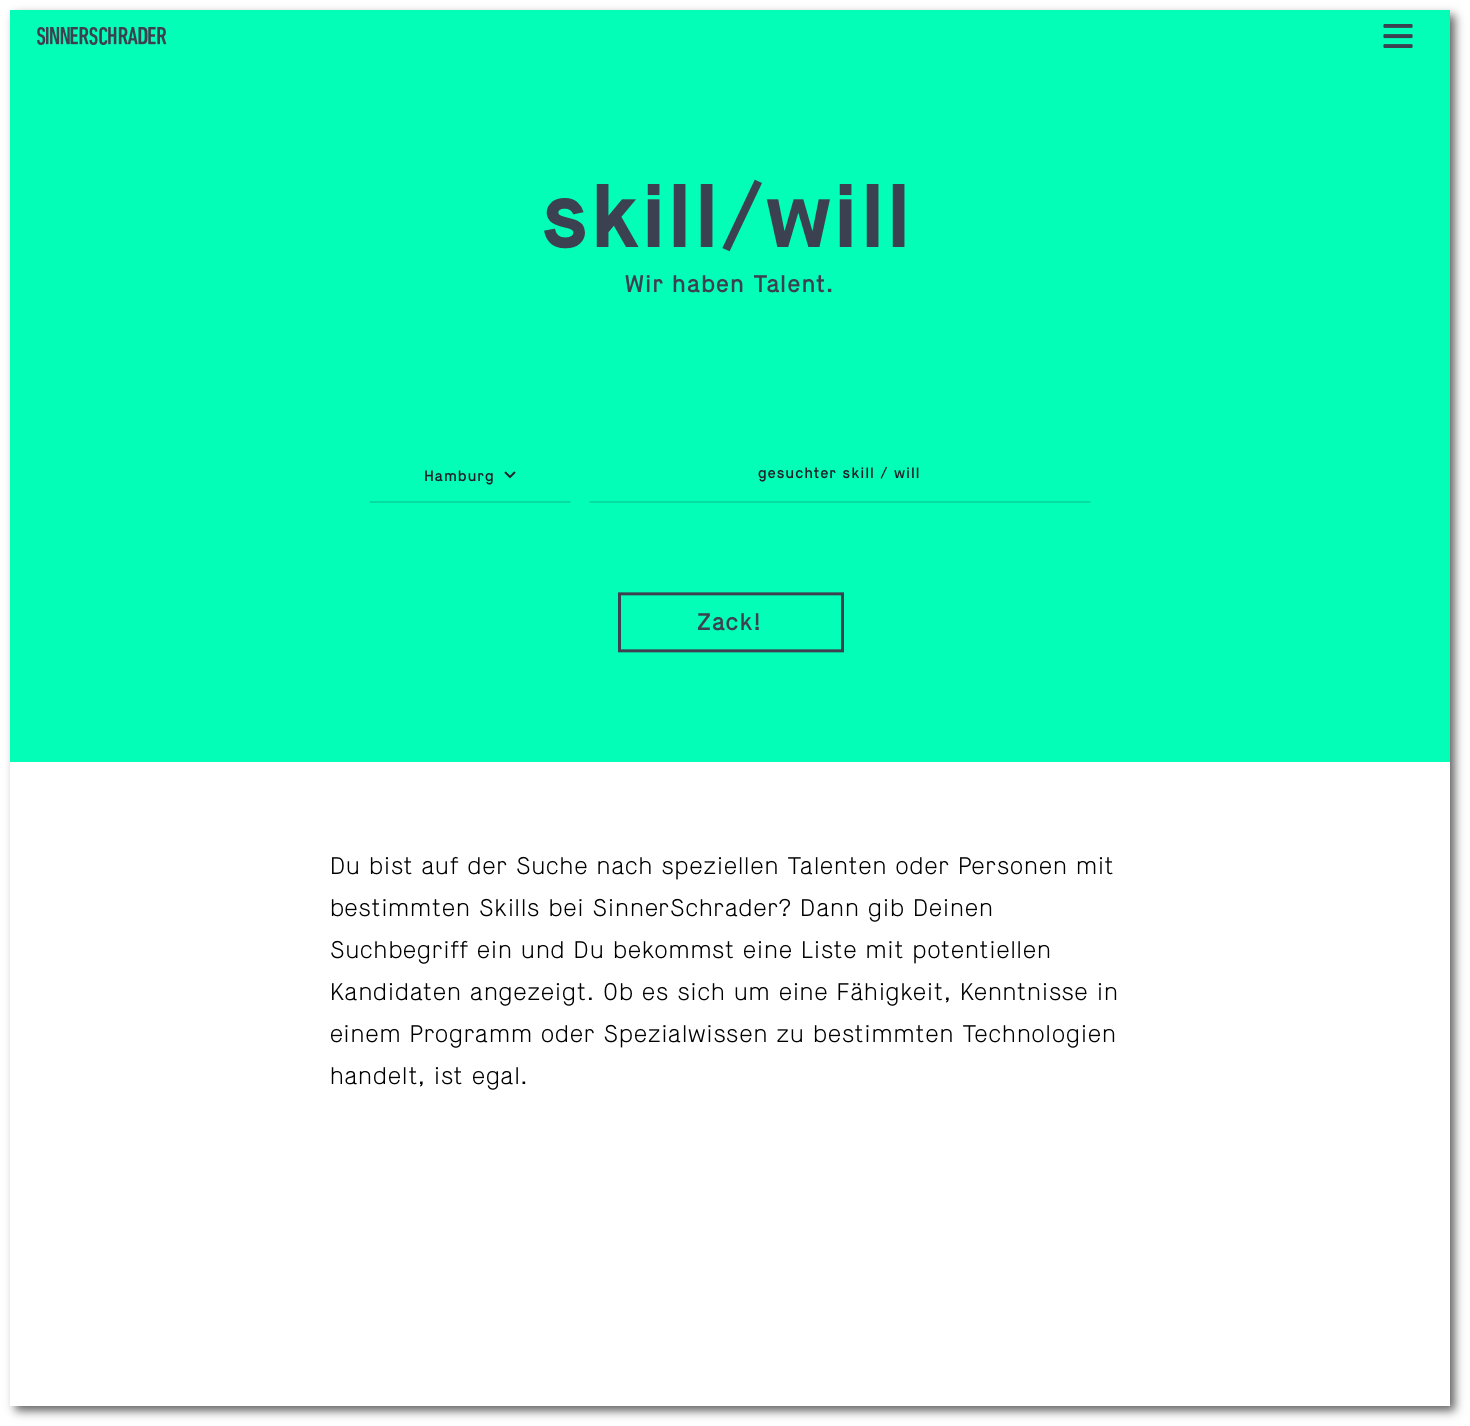 SINNERSCHRADER
skill/will
Wir haben Talent.
Hamburg
gesuchter skill / will
Zack!
Du bist auf der Suche nach speziellen Talenten oder Personen mit
bestimmten Skills bei SinnerSchrader? Dann gib Deinen
Suchbegriff ein und Du bekommst eine Liste mit potentiellen
Kandidaten angezeigt. Ob es sich um eine Fähigkeit, Kenntnisse in
einem Programm oder Spezialwissen zu bestimmten Technologien
handelt, ist egal.